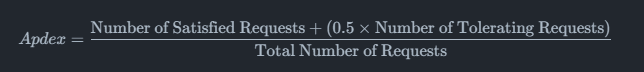 Apdex = Number of Satisfied Requests + (0.5 × Number of Tolerating Requests)
Total Number of Requests